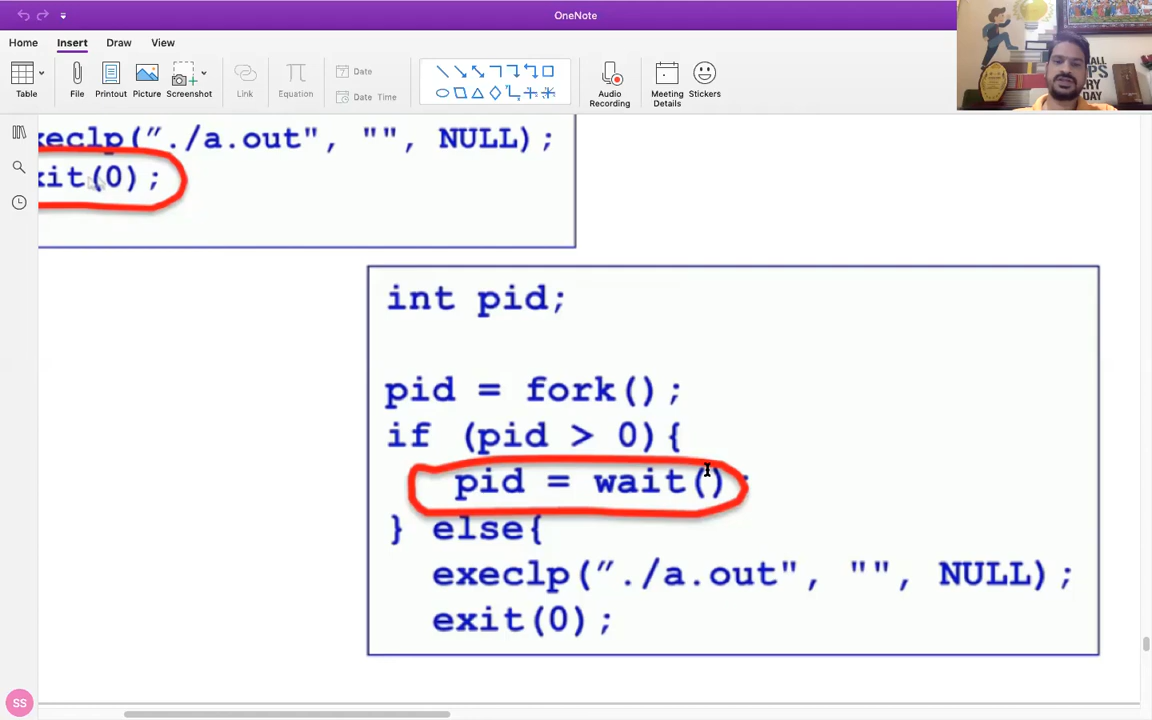 OneNote
Home Insert Draw View
Table File Printout Picture Screenshot Link Equation Date Date Time Audio Recording Meeting Details Stickers
execlp("./a.out", "", NULL);
xit(0);
int pid;
pid = fork();
if (pid > 0){
pid = wait();
} else{
execlp("./a.out", "", NULL);
exit(0);
SS